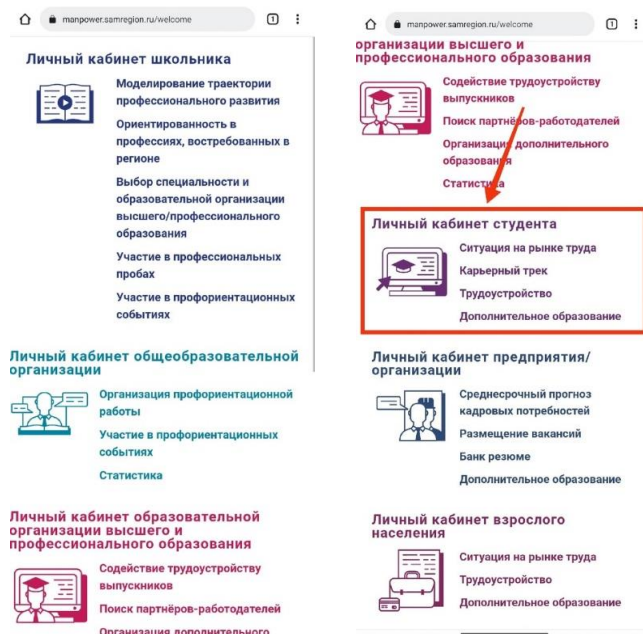 manpower.samregion.ru/welcome
1
Личный кабинет школьника
Моделирование траектории
профессионального развития
Ориентированность в
профессиях, востребованных в
регионе
Выбор специальности и
образовательной организации
высшего/профессионального
образования
Участие в профессиональных
пробах
Участие в профориентационных
событиях
Личный кабинет общеобразовательной
организации
Организация профориентационной
работы
Участие в профориентационных
событиях
Статистика
Личный кабинет образовательной
организации высшего и
профессионального образования
Содействие трудоустройству
выпускников
Поиск партнёров-работодателей
Организация дополнительного
manpower.samregion.ru/welcome
1
организации высшего и
профессионального образования
Содействие трудоустройству
выпускников
Поиск партнёров-работодателей
Организация дополнительного
образования
Статистика
Личный кабинет студента
Ситуация на рынке труда
Карьерный трек
Трудоустройство
Дополнительное образование
Личный кабинет предприятия/
организации
Среднесрочный прогноз
кадровых потребностей
Размещение вакансий
Банк резюме
Дополнительное образование
Личный кабинет взрослого
населения
Ситуация на рынке труда
Трудоустройство
Дополнительное образование